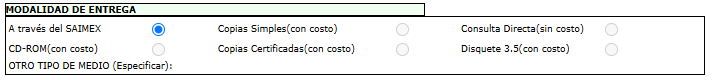 MODALIDAD DE ENTREGA
A través del SAIMEX Copias Simples(con costo) Consulta Directa(sin costo)
CD-ROM(con costo) Copias Certificadas(con costo) Disquete 3.5(con costo)
OTRO TIPO DE MEDIO (Especificar):